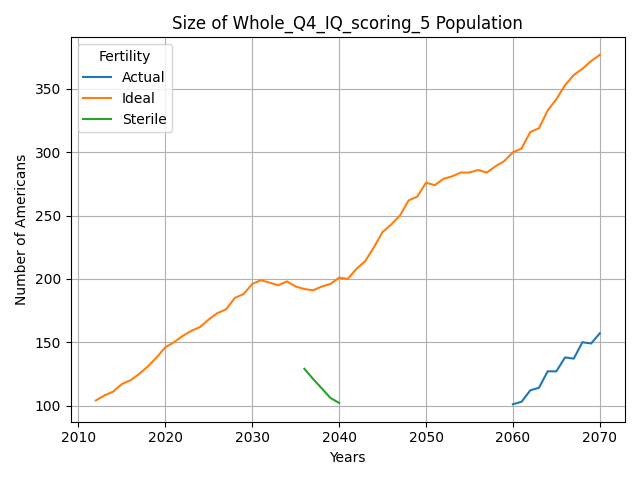 Size of Whole_Q4_IQ_scoring_5 Population
Fertility
Actual
Ideal
Sterile
Number of Americans
350
300
250
200
150
100
2010 2020 2030 2040 2050 2060 2070
Years